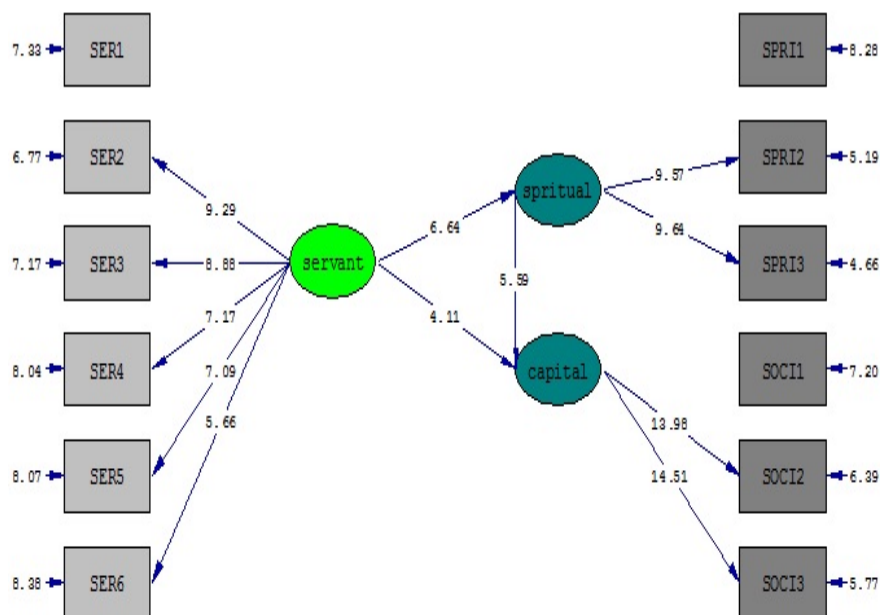 7.33 SER1 SPRI1 8.28
6.77 SER2 SPRI2 5.19
9.57
spritual
9.29
6.64 9.64
7.17 SER3 servant SPRI3 4.66
8.88
5.59
7.17 4.11
8.04 SER4 capital SOCI1 7.20
7.09
5.66 13.98
8.07 SER5 14.51 SOCI2 6.39
8.38 SER6 SOCI3 5.77